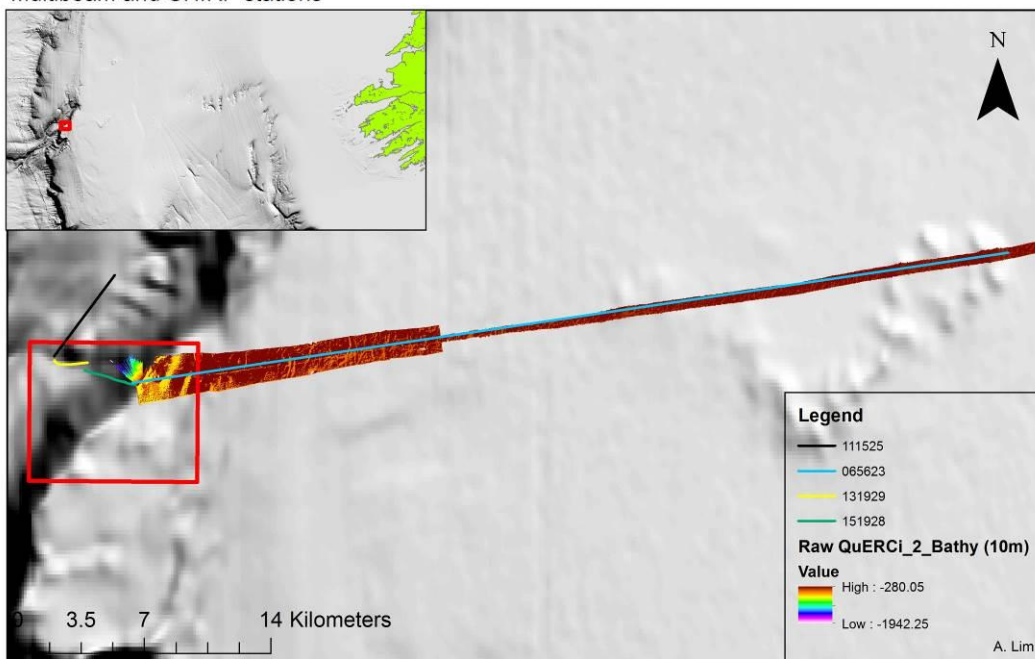 Multibeam and CHIRP stations
N
Legend
111525
065623
131929
151928
Raw QuERCi_2_Bathy (10m)
Value
High : -280.05
Low : -1942.25
0 3.5 7 14 Kilometers
A. Lim